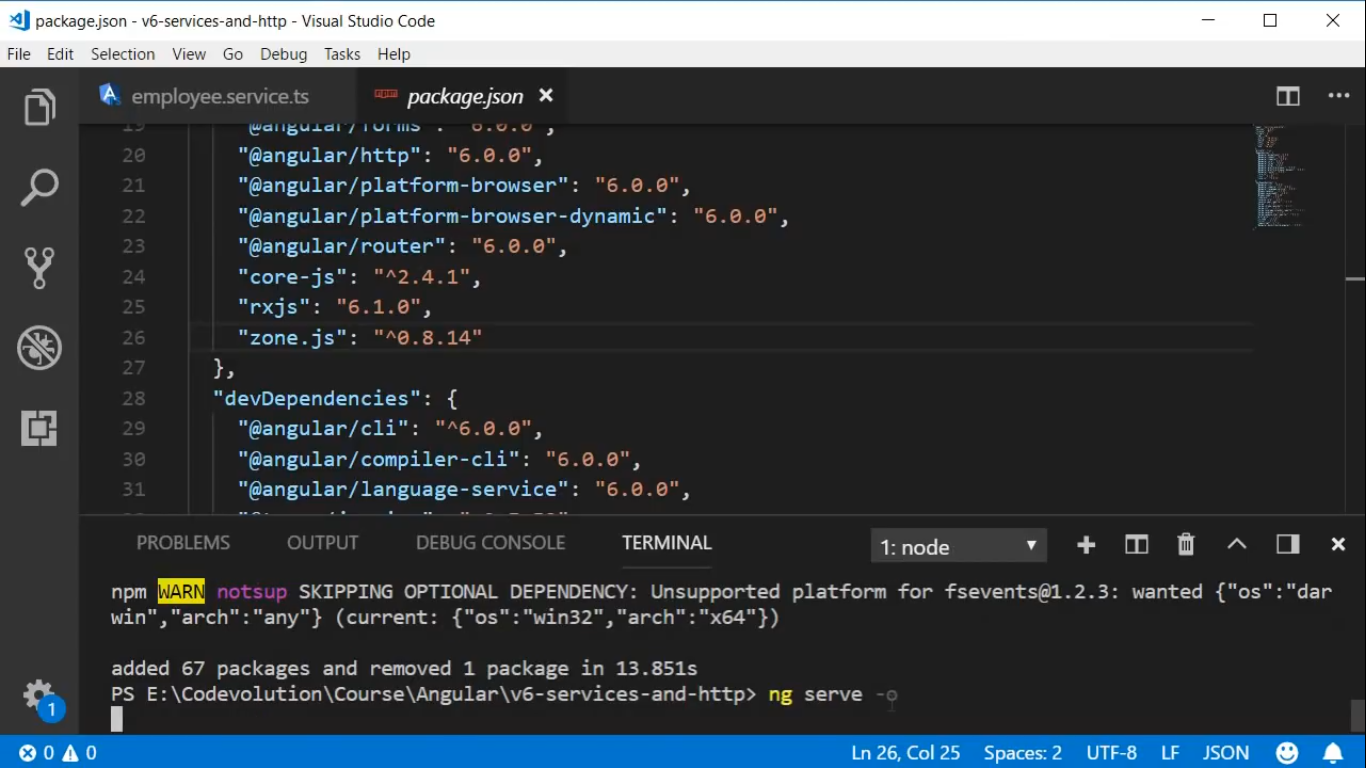 package.json - v6-services-and-http - Visual Studio Code
File Edit Selection View Go Debug Tasks Help
employee.service.ts package.json
19 "@angular/forms": "6.0.0",
20 "@angular/http": "6.0.0",
21 "@angular/platform-browser": "6.0.0",
22 "@angular/platform-browser-dynamic": "6.0.0",
23 "@angular/router": "6.0.0",
24 "core-js": "^2.4.1",
25 "rxjs": "6.1.0",
26 "zone.js": "^0.8.14"
27 },
28 "devDependencies": {
29 "@angular/cli": "^6.0.0",
30 "@angular/compiler-cli": "6.0.0",
31 "@angular/language-service": "6.0.0",
PROBLEMS OUTPUT DEBUG CONSOLE TERMINAL 1: node
npm WARN notsup SKIPPING OPTIONAL DEPENDENCY: Unsupported platform for fsevents@1.2.3: wanted {"os":"dar
win","arch":"any"} (current: {"os":"win32","arch":"x64"})
added 67 packages and removed 1 package in 13.851s
PS E:\Codevolution\Course\Angular\v6-services-and-http> ng serve -o
1
0 0 Ln 26, Col 25 Spaces: 2 UTF-8 LF JSON